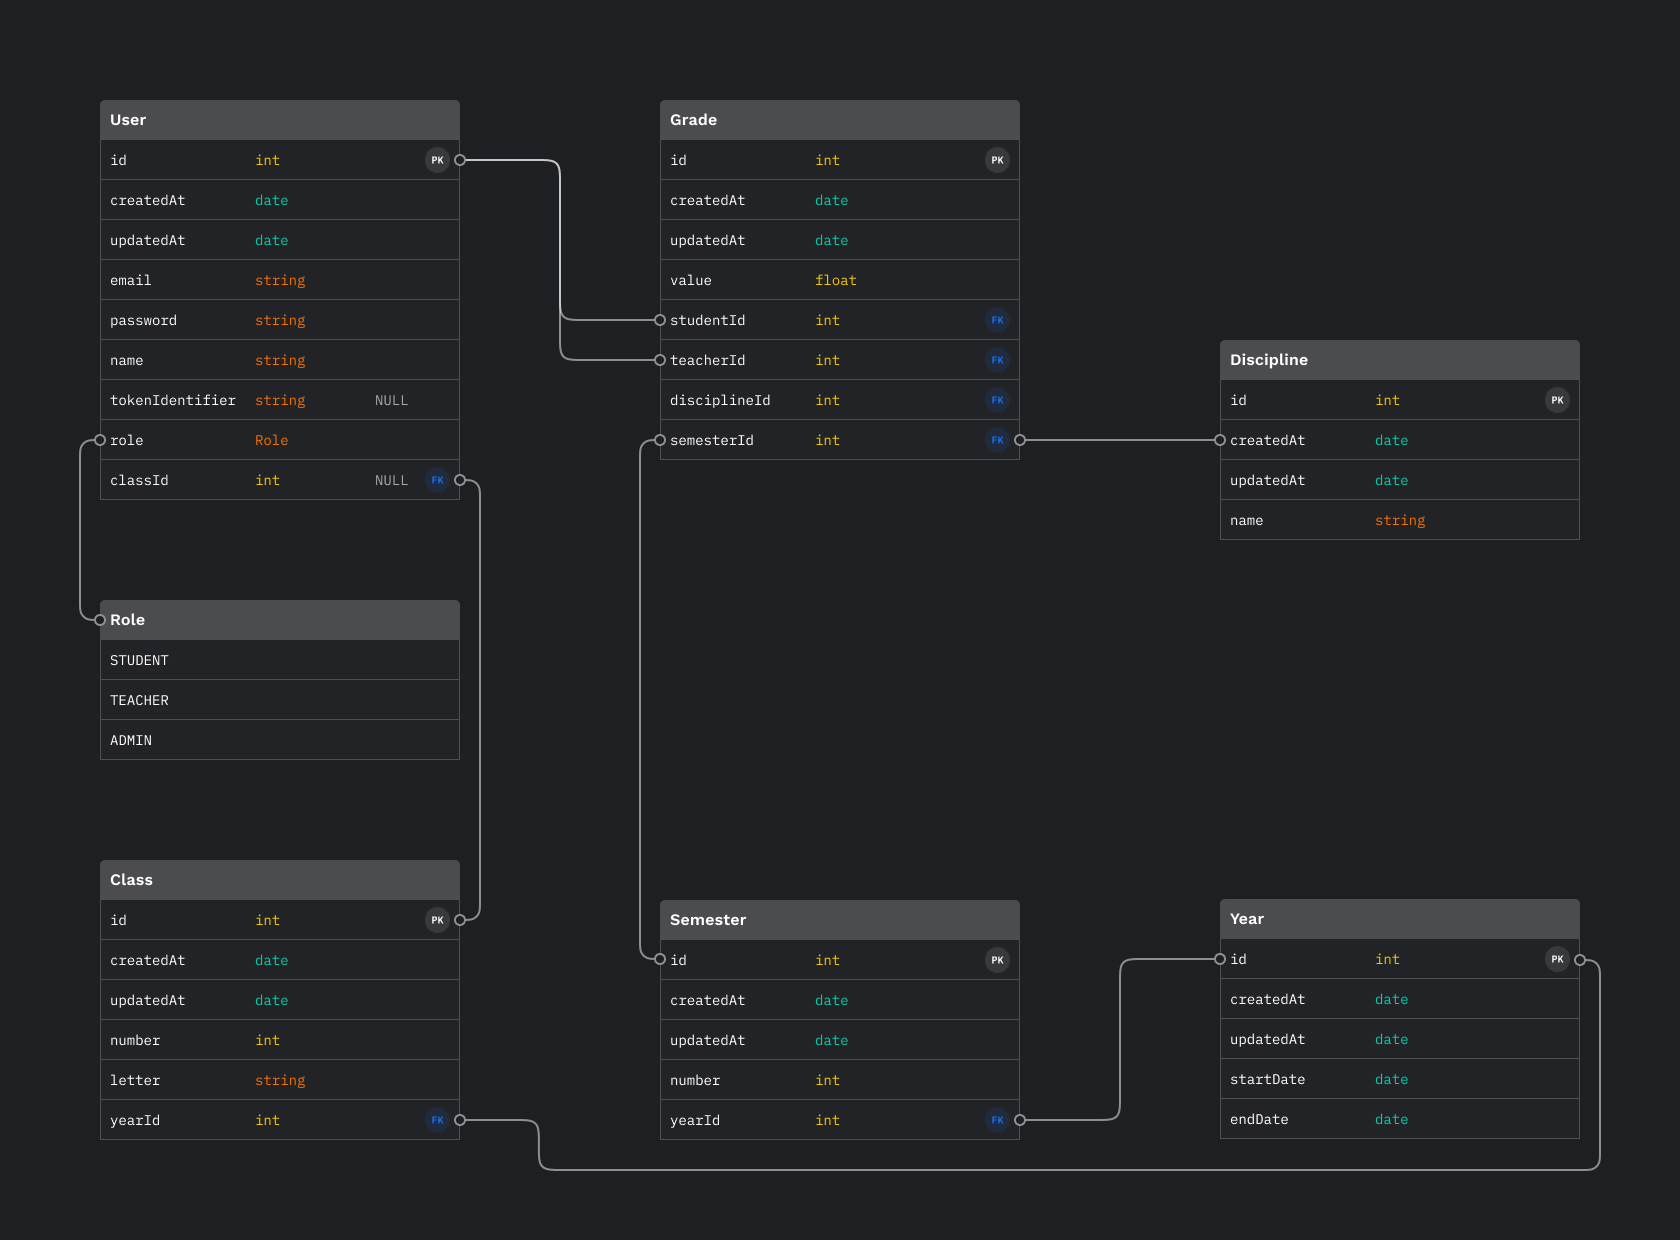 User
id int PK
createdAt date
updatedAt date
email string
password string
name string
tokenIdentifier string NULL
role Role
classId int NULL FK
Grade
id int PK
createdAt date
updatedAt date
value float
studentId int FK
teacherId int FK
disciplineId int FK
semesterId int FK
Discipline
id int PK
createdAt date
updatedAt date
name string
Role
STUDENT
TEACHER
ADMIN
Class
id int PK
createdAt date
updatedAt date
number int
letter string
yearId int FK
Semester
id int PK
createdAt date
updatedAt date
number int
yearId int FK
Year
id int PK
createdAt date
updatedAt date
startDate date
endDate date